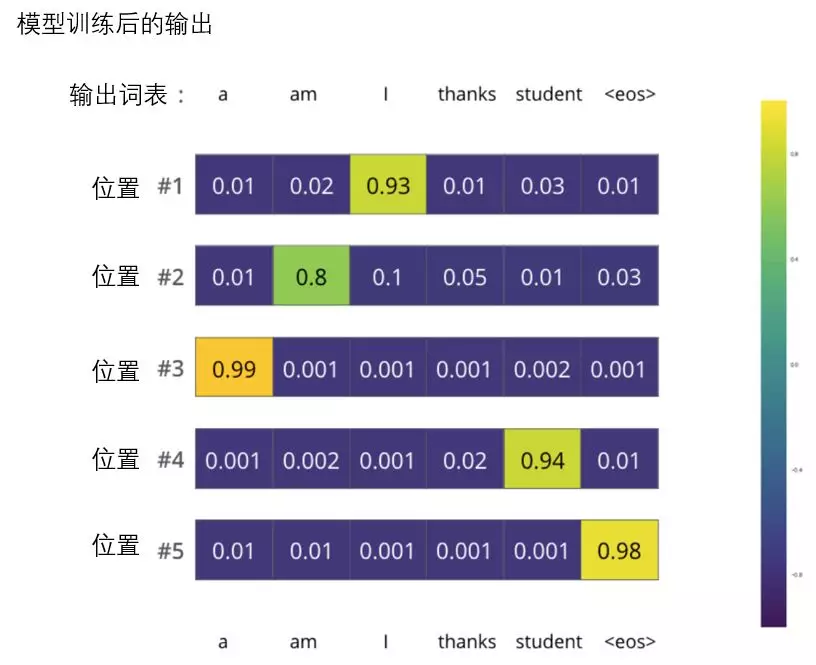 模型训练后的输出
输出词表 : a am I thanks student <eos>
位置 #1 0.01 0.02 0.93 0.01 0.03 0.01
位置 #2 0.01 0.8 0.1 0.05 0.01 0.03
位置 #3 0.99 0.001 0.001 0.001 0.002 0.001
位置 #4 0.001 0.002 0.001 0.02 0.94 0.01
位置 #5 0.01 0.01 0.001 0.001 0.001 0.98
a am I thanks student <eos>
0.8
0.4
0.0
-0.4
-0.8